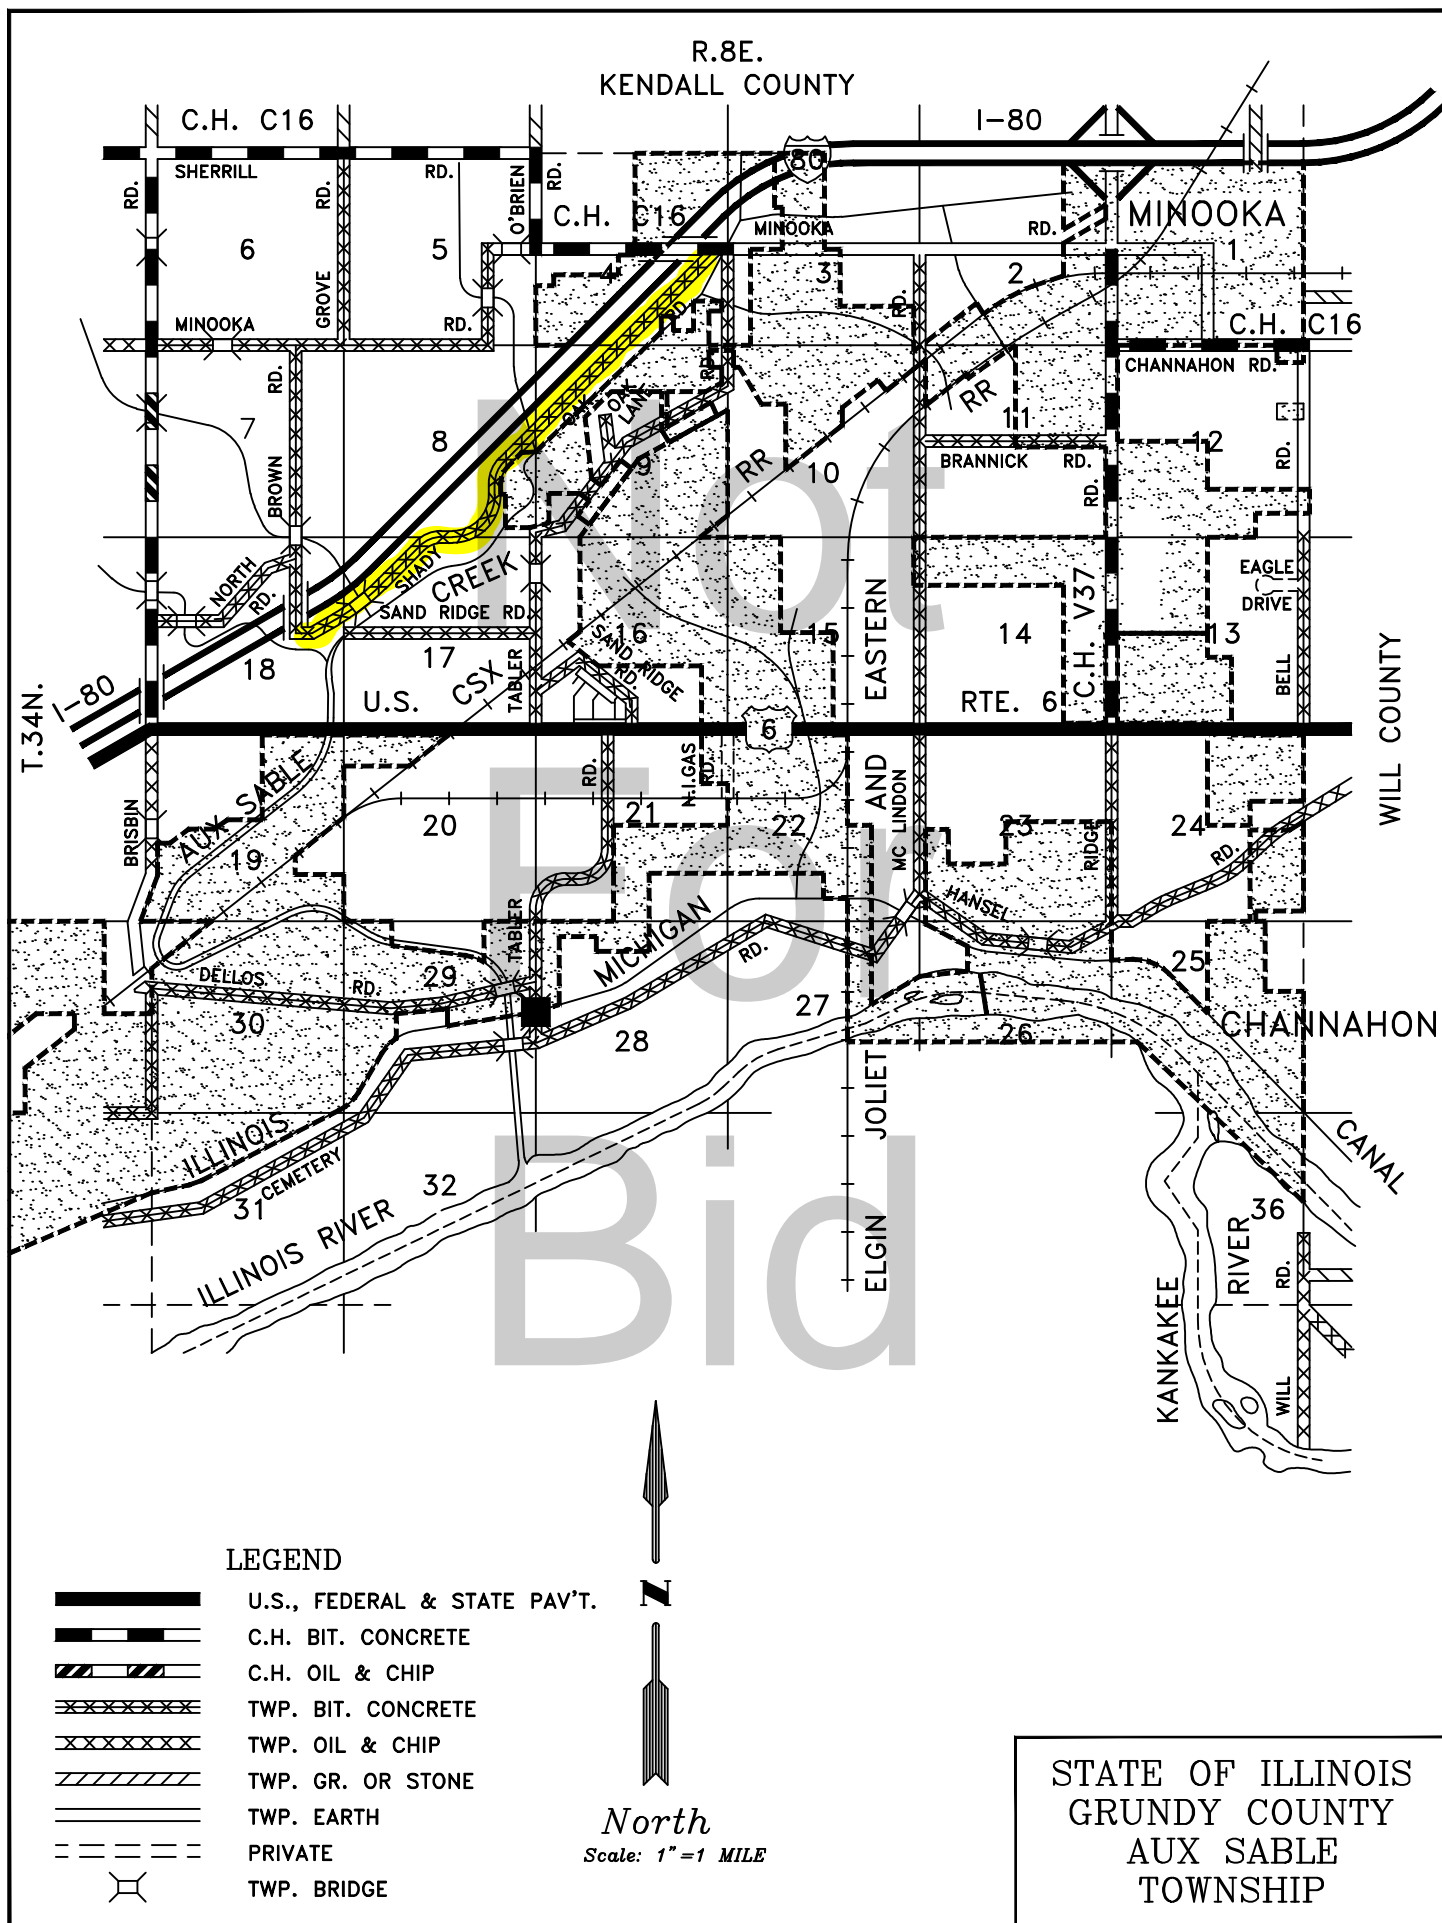 R.8E.
KENDALL COUNTY
C.H. C16
I-80
80
SHERRILL RD.
RD.
RD.
O'BRIEN
RD.
C.H. C16
MINOOKA RD.
MINOOKA
6
5
4
3
2
1
GROVE
MINOOKA RD.
RD.
RD.
RD.
C.H. C16
CHANNAHON RD.
RD.
OAK
OAK
LANE
RR
7
8
9
10
11
12
RR
BRANNICK RD.
RD.
RD.
BROWN
NORTH
RD.
SHADY
CREEK
SAND RIDGE RD.
EAGLE
DRIVE
EASTERN
C.H. V37
18
17
16
15
14
13
SAND RIDGE
RD.
TABLER
CSX
BELL
T.34N.
I-80
U.S.
6
RTE. 6
WILL COUNTY
AUX SABLE
BRISBIN
RD.
N.I.GAS
RD.
AND
MC LINDON
RIDGE
19
20
21
22
23
24
RD.
HANSEL
TABLER
MICHIGAN
RD.
DELLOS RD.
30
29
28
27
26
25
CHANNAHON
JOLIET
ELGIN
ILLINOIS
CEMETERY
31
32
ILLINOIS RIVER
CANAL
36
KANKAKEE
RIVER
RD.
WILL
Not
For
Bid
LEGEND
U.S., FEDERAL & STATE PAV'T.
C.H. BIT. CONCRETE
C.H. OIL & CHIP
TWP. BIT. CONCRETE
TWP. OIL & CHIP
TWP. GR. OR STONE
TWP. EARTH
PRIVATE
TWP. BRIDGE
N
North
Scale: 1"=1 MILE
STATE OF ILLINOIS
GRUNDY COUNTY
AUX SABLE
TOWNSHIP